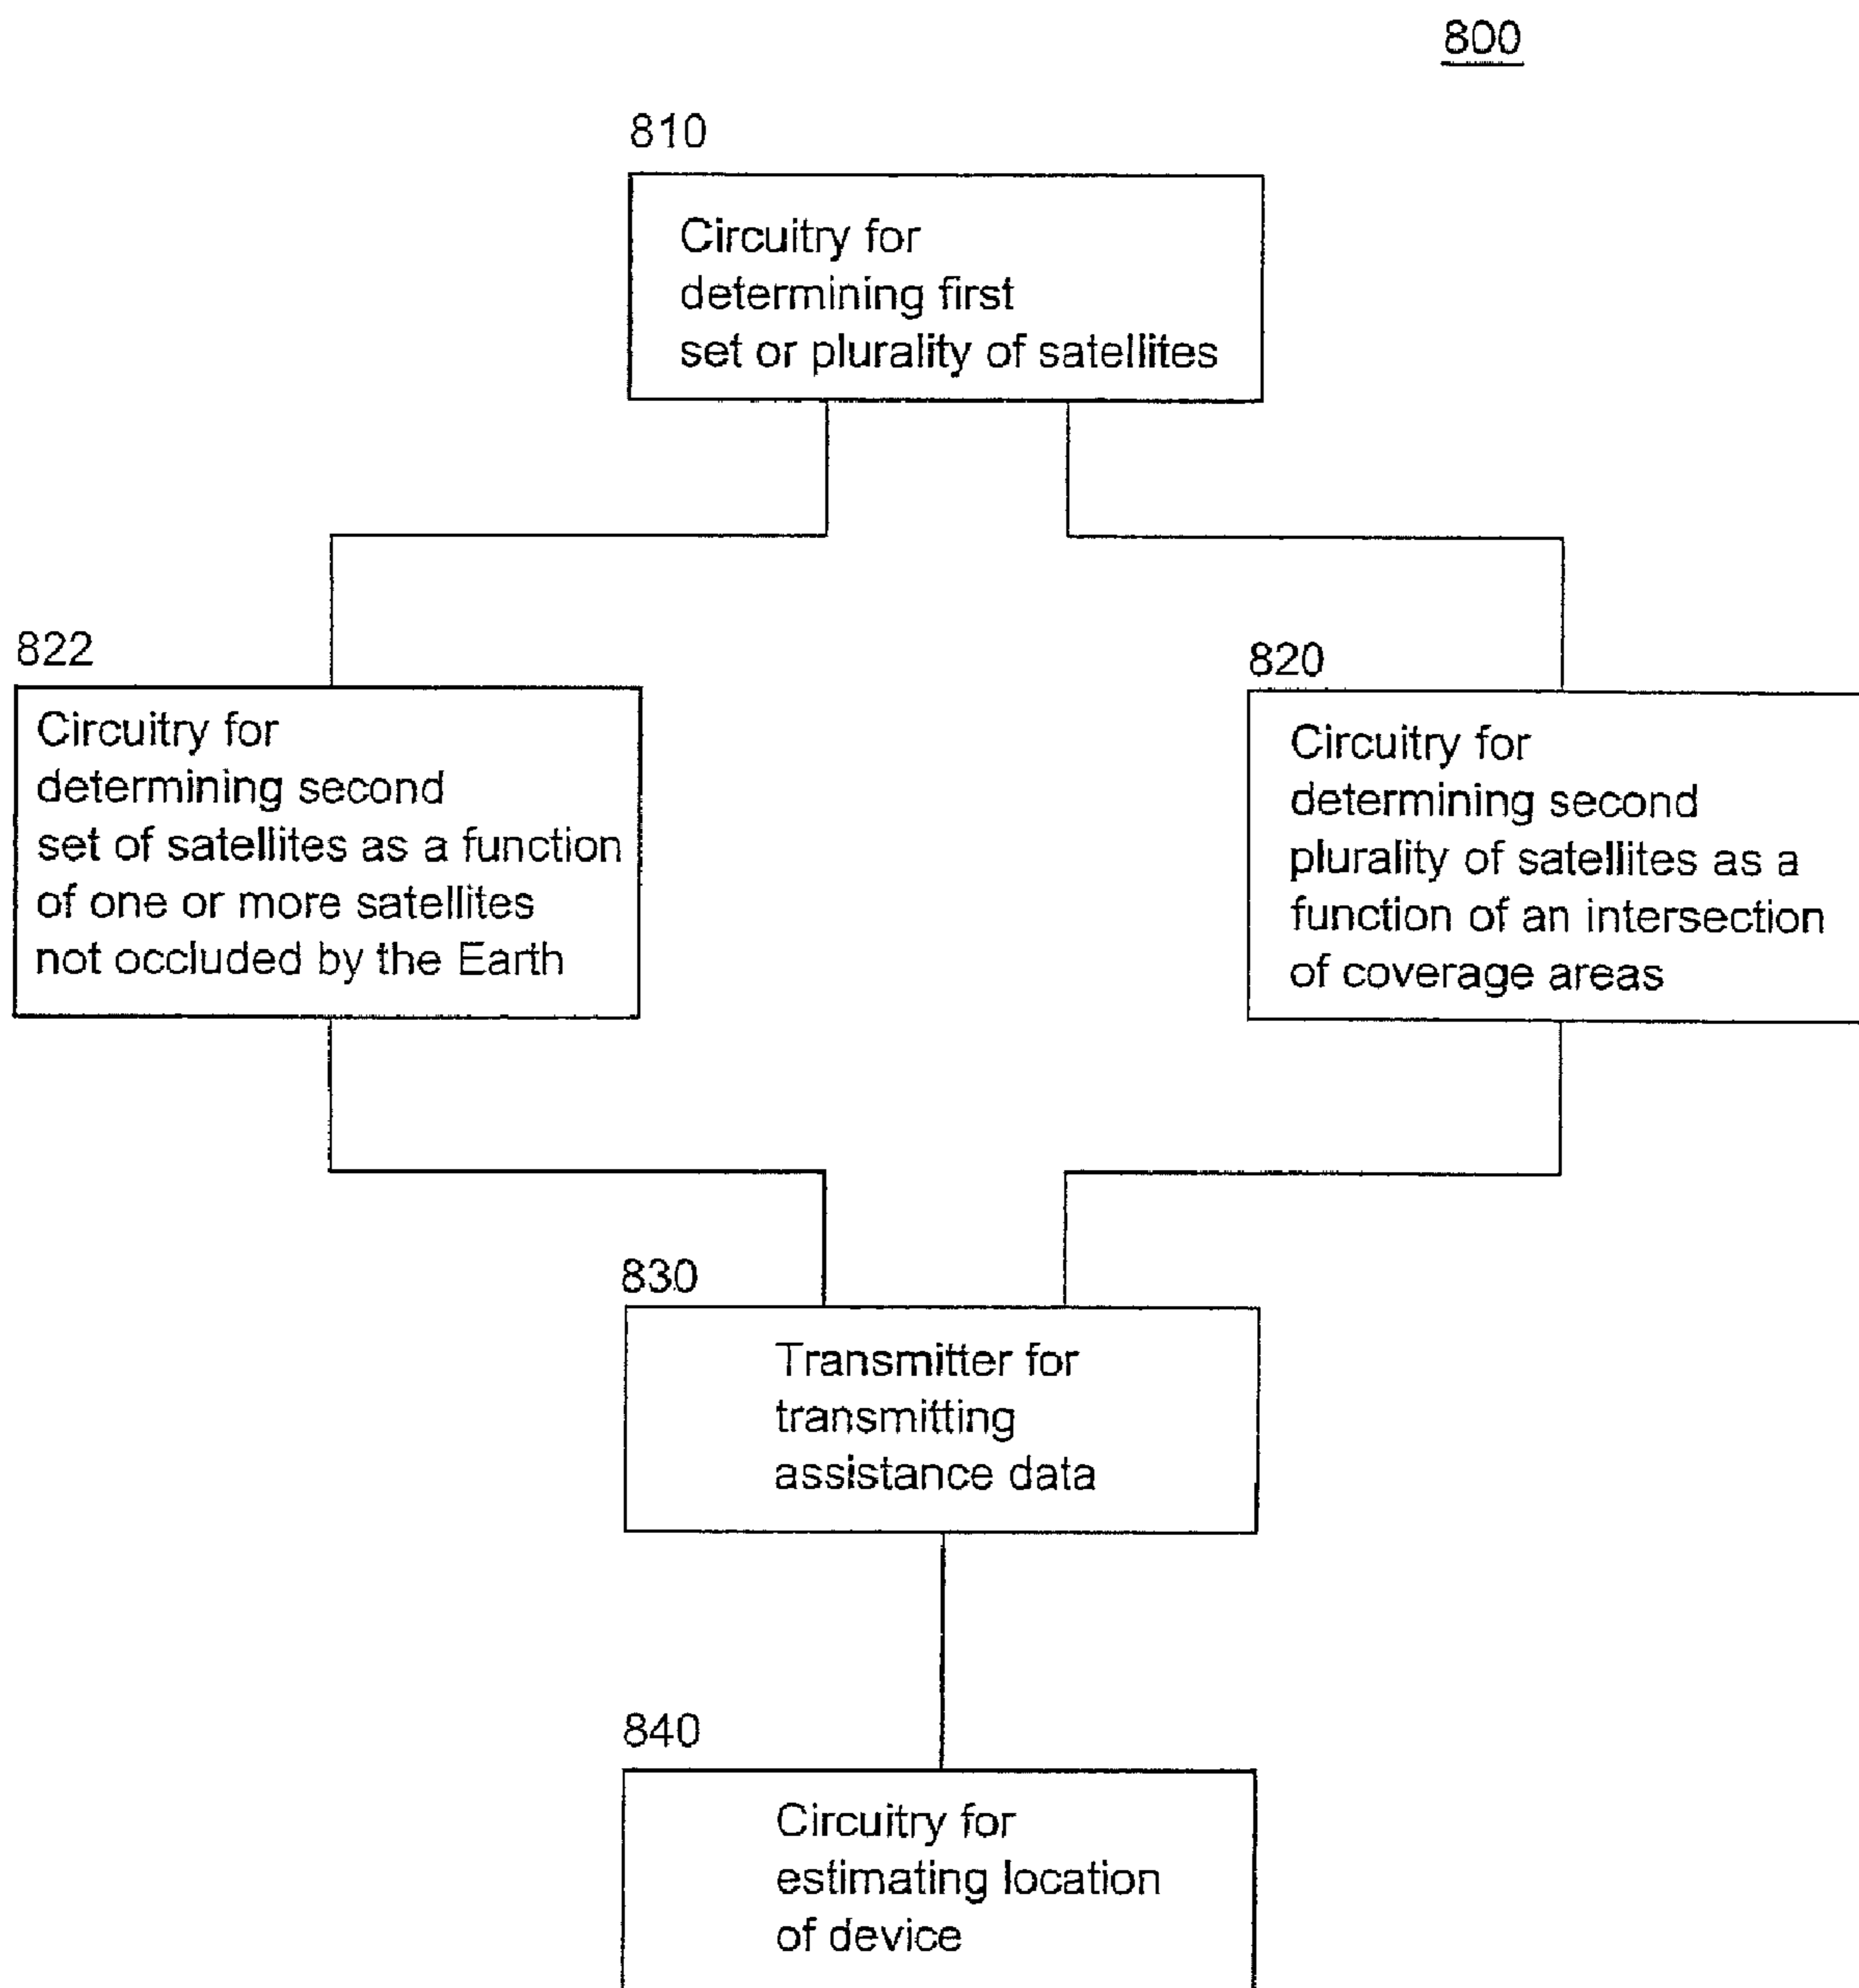 800
810
Circuitry for
determining first
set or plurality of satellites
822
Circuitry for
determining second
set of satellites as a function
of one or more satellites
not occluded by the Earth
820
Circuitry for
determining second
plurality of satellites as a
function of an intersection
of coverage areas
830
Transmitter for
transmitting
assistance data
840
Circuitry for
estimating location
of device